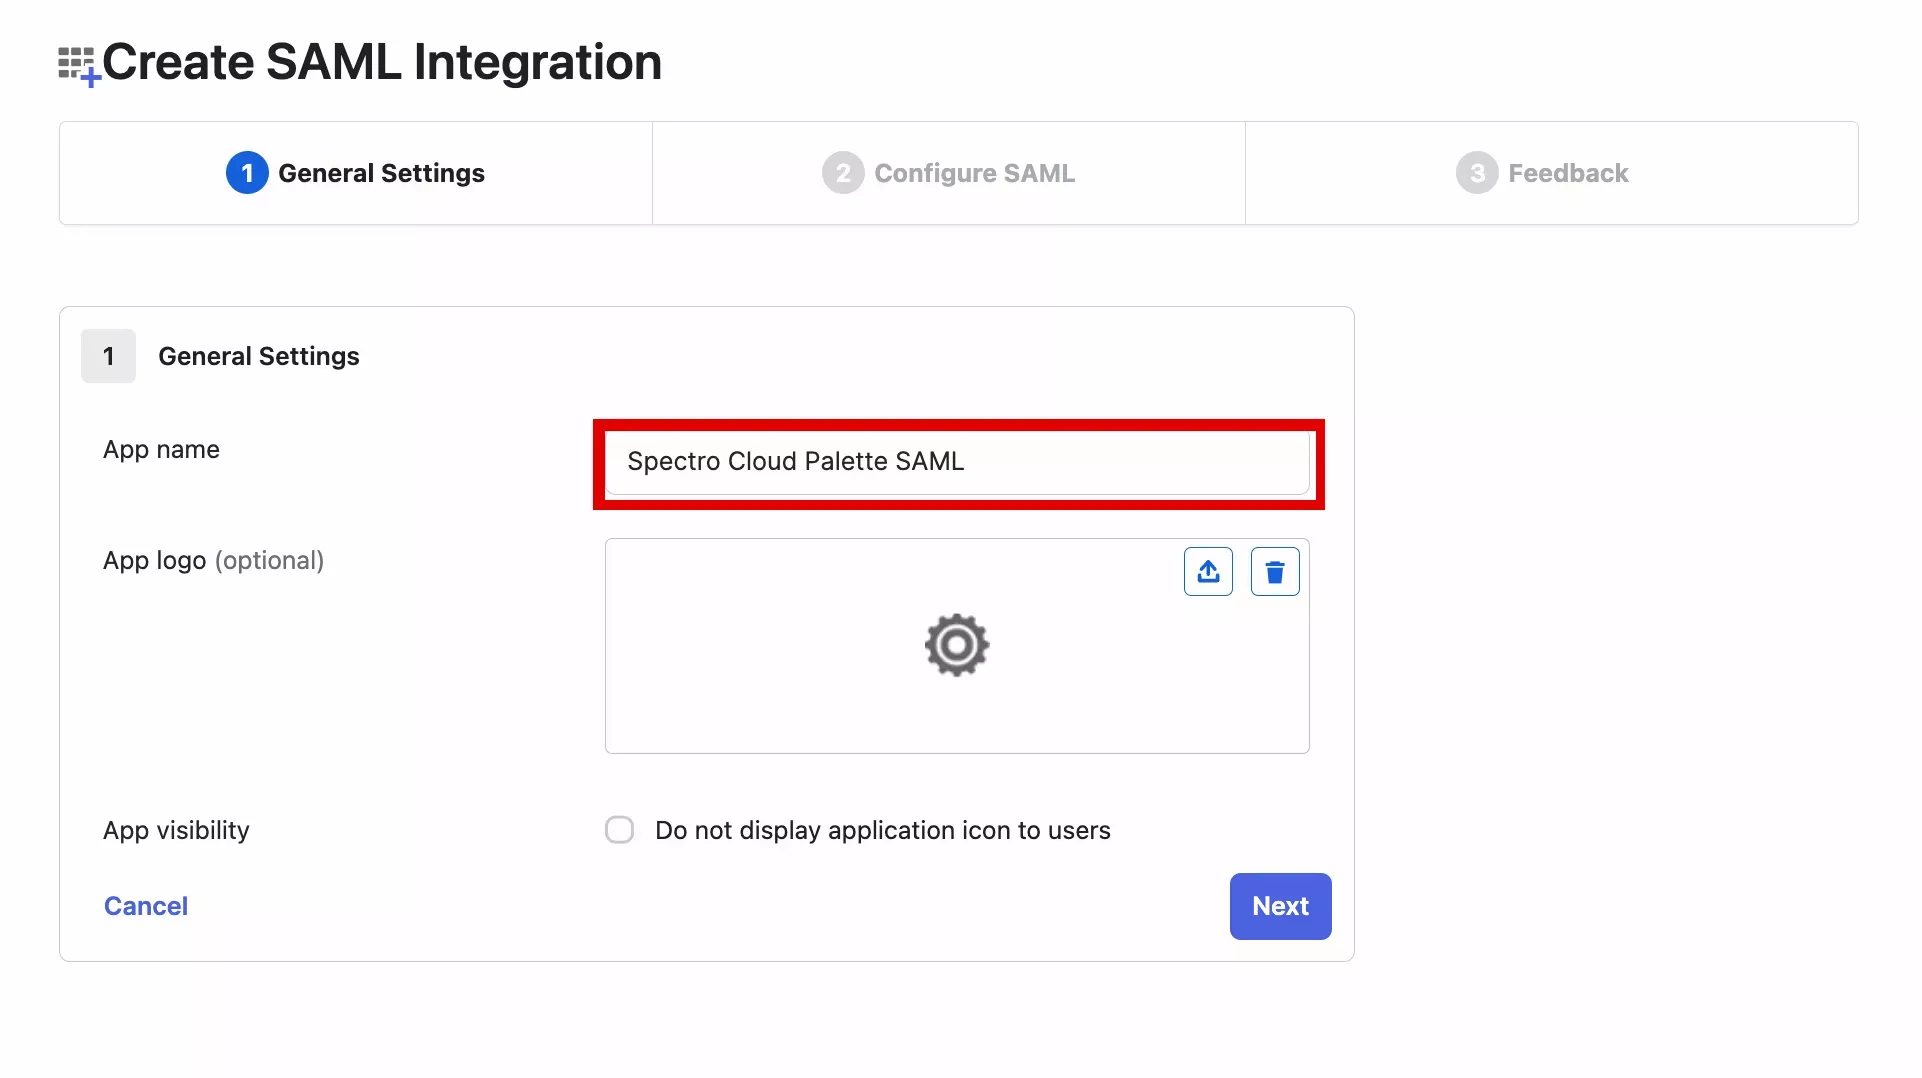 Create SAML Integration
1 General Settings
2 Configure SAML
3 Feedback
1 General Settings
App name
Spectro Cloud Palette SAML
App logo (optional)
App visibility
Do not display application icon to users
Cancel
Next